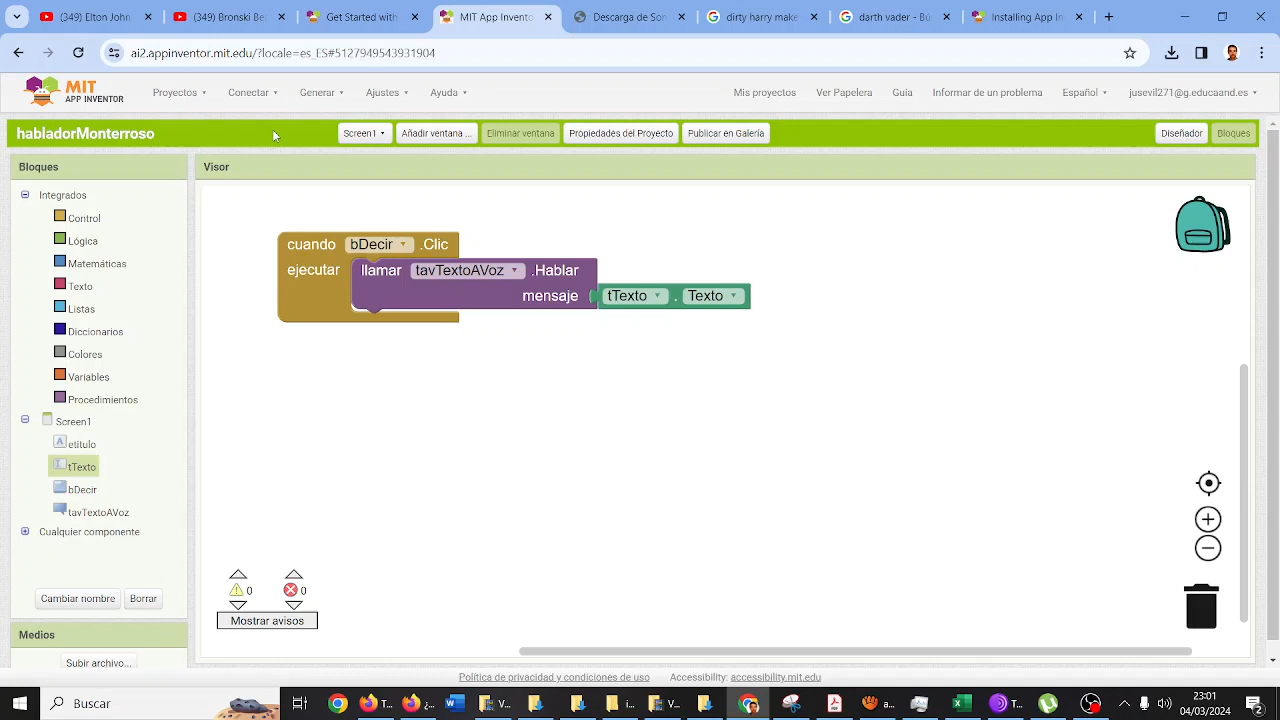 (349) Elton John
(349) Bronski Be
Get Started with
MIT App Invento
Descarga de Son
dirty harry make
darth vader - Bú
Installing App In
ai2.appinventor.mit.edu/?locale=es_ES#5127949543931904
MIT
APP INVENTOR
Proyectos
Conectar
Generar
Ajustes
Ayuda
Mis proyectos
Ver Papelera
Guía
Informar de un problema
Español
jusevil271@g.educaand.es
habladorMonterroso
Screen1
Añadir ventana ...
Eliminar ventana
Propiedades del Proyecto
Publicar en Galería
Diseñador
Bloques
Bloques
Visor
Integrados
Control
Lógica
Matemáticas
Texto
Listas
Diccionarios
Colores
Variables
Procedimientos
Screen1
etitulo
tTexto
bDecir
tavTextoAVoz
Cualquier componente
Cambiar nombre
Borrar
Medios
Subir archivo...
cuando bDecir .Clic
ejecutar llamar tavTextoAVoz .Hablar
mensaje tTexto . Texto
0
0
Mostrar avisos
Política de privacidad y condiciones de uso
Accessibility: accessibility.mit.edu
Buscar
T...
T...
V...
T...
T...
i...
V...
T...
a...
T...
T...
23:01
04/03/2024
2